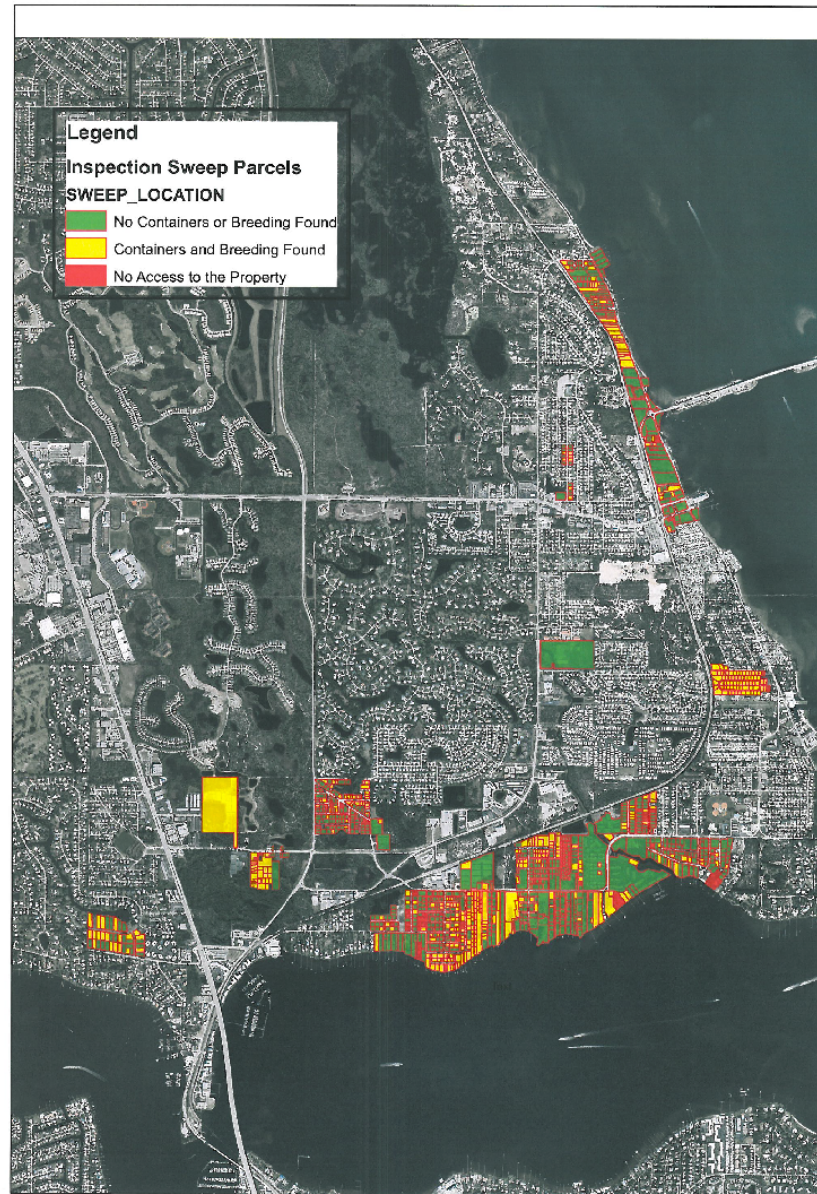 Legend
Inspection Sweep Parcels
SWEEP_LOCATION
No Containers or Breeding Found
Containers and Breeding Found
No Access to the Property